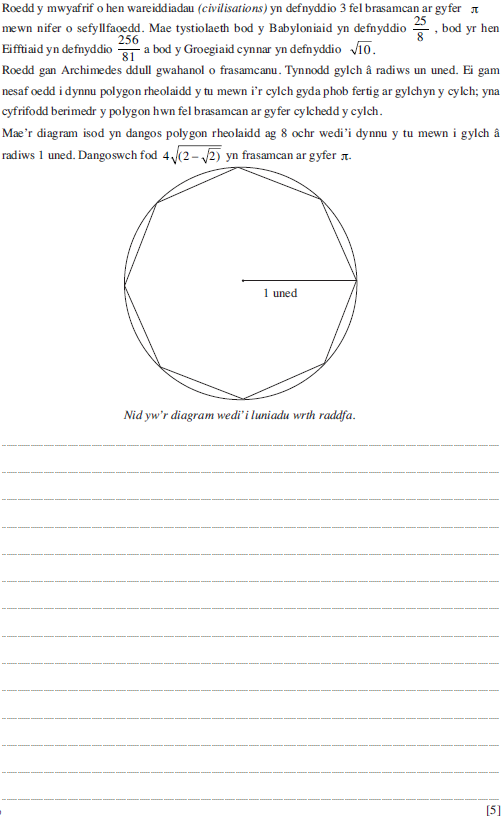 Roedd y mwyafrif o hen wareiddiadau (civilisations) yn defnyddio 3 fel brasamcan ar gyfer π
mewn nifer o sefyllfaoedd. Mae tystiolaeth bod y Babyloniaid yn defnyddio 25/8 , bod yr hen
Eifftiaid yn defnyddio 256/81 a bod y Groegiaid cynnar yn defnyddio √10.
Roedd gan Archimedes ddull gwahanol o frasamcanu. Tynnodd gylch â radiws un uned. Ei gam
nesaf oedd i dynnu polygon rheolaidd y tu mewn i'r cylch gyda phob fertig ar gylchyn y cylch; yna
cyfrifodd berimedr y polygon hwn fel brasamcan ar gyfer cylchedd y cylch.
Mae'r diagram isod yn dangos polygon rheolaidd ag 8 ochr wedi'i dynnu y tu mewn i gylch â
radiws 1 uned. Dangoswch fod 4√(2−√2) yn frasamcan ar gyfer π.
1 uned
Nid yw'r diagram wedi'i luniadu wrth raddfa.
[5]